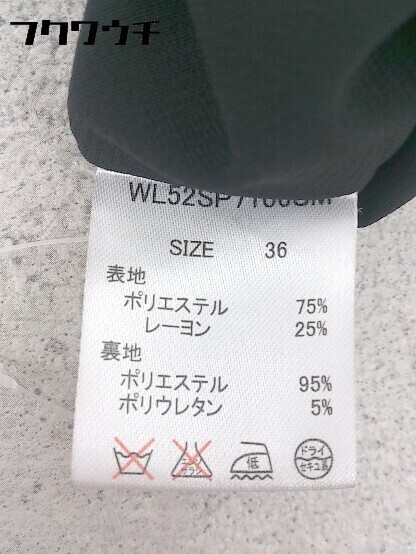 フクワウチ
SIZE 36
表地
ポリエステル 75%
レーヨン 25%
裏地
ポリエステル 95%
ポリウレタン 5%
低
ドライ
セキユ系